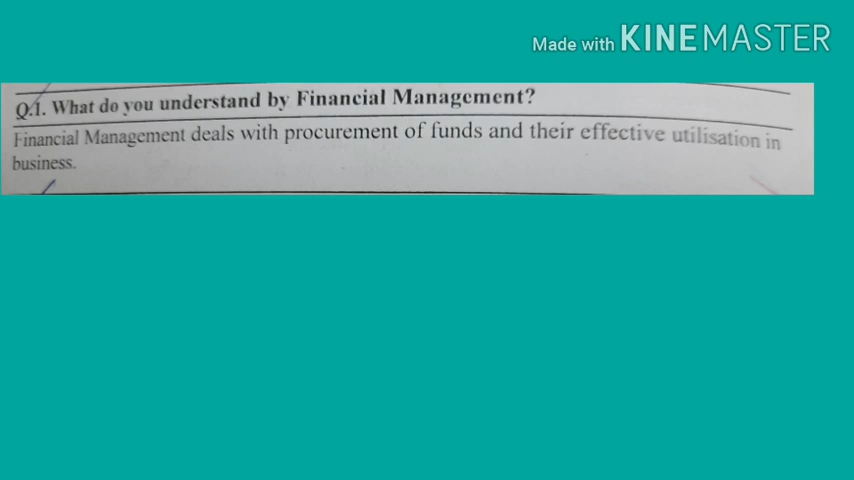 Made with KINEMASTER
Q.1. What do you understand by Financial Management?
Financial Management deals with procurement of funds and their effective utilisation in
business.